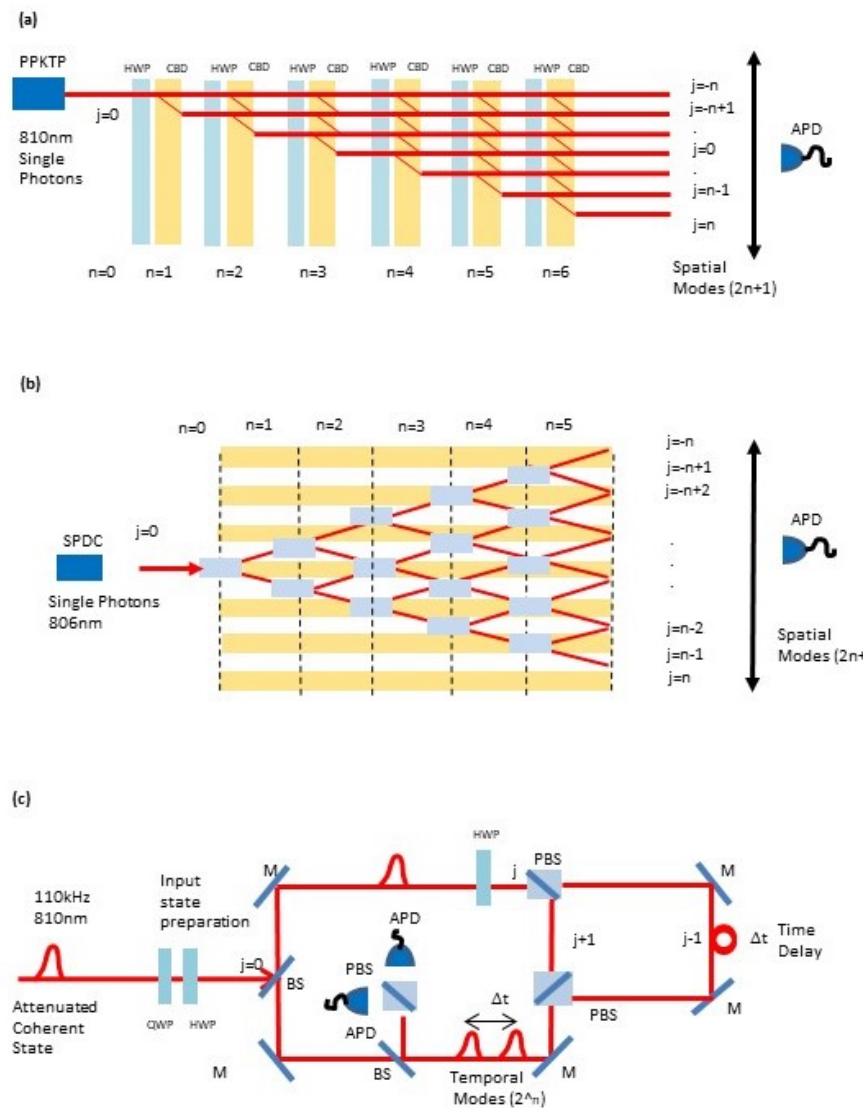 (a)
PPKTP
HWP CBD HWP CBD HWP CBD HWP CBD HWP CBD HWP CBD
j=0
810nm
Single
Photons
j=-n
j=-n+1
.
j=0
.
j=n-1
j=n
APD
n=0 n=1 n=2 n=3 n=4 n=5 n=6
Spatial
Modes (2n+1)
(b)
n=0 n=1 n=2 n=3 n=4 n=5
SPDC
j=0
Single Photons
806nm
j=-n
j=-n+1
j=-n+2
.
.
.
j=n-2
j=n-1
j=n
APD
Spatial
Modes (2n+
(c)
110kHz
810nm
Input
state
preparation
j=0
Attenuated
Coherent
State
QWP HWP
M
BS
HWP
j
PBS
M
APD
PBS
APD
j+1
j-1
Δt Time
Delay
Δt
PBS
M
M
BS
Temporal
Modes (2^n)
M